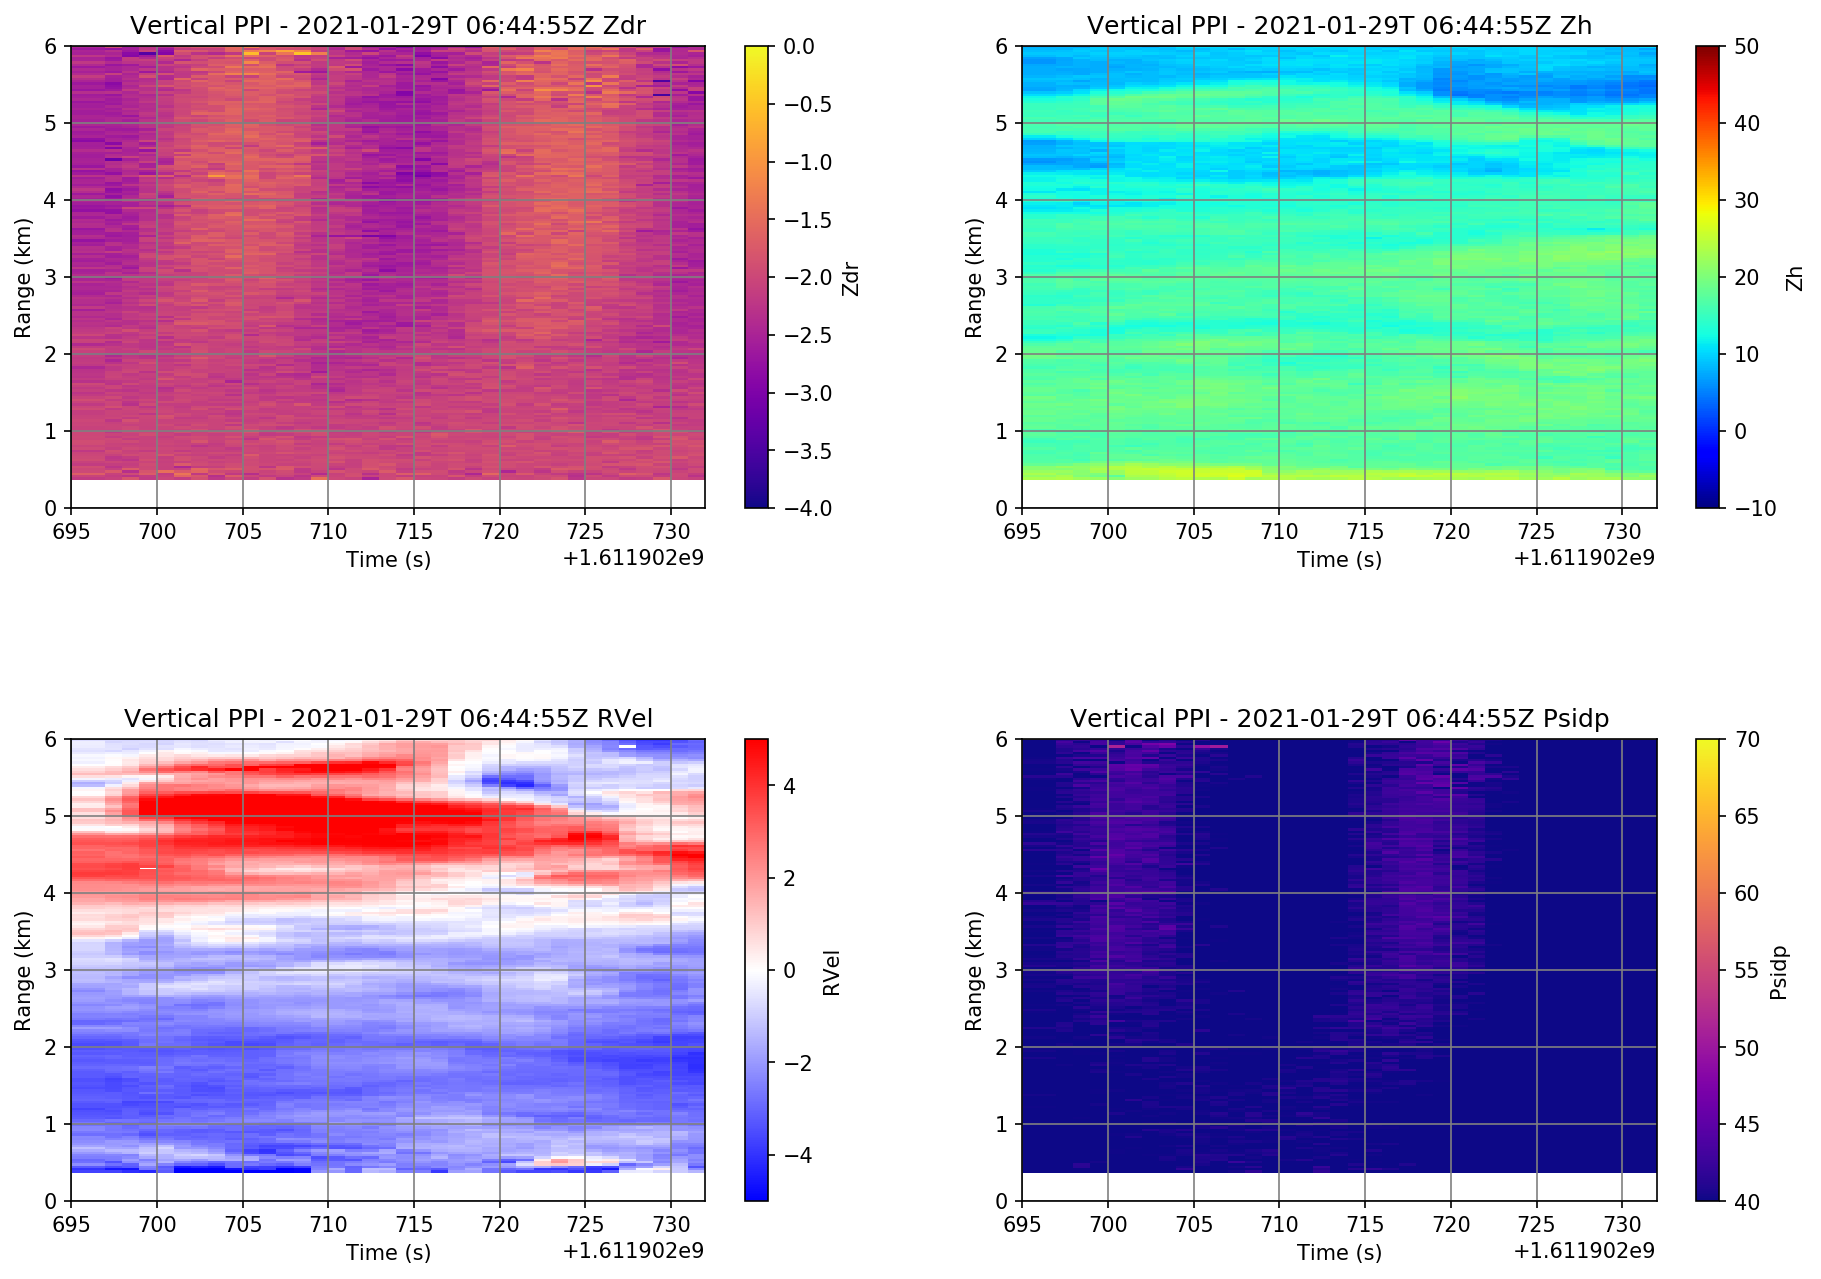 Vertical PPI - 2021-01-29T 06:44:55Z Zdr
6
5
4
3
2
1
0
Range (km)
695 700 705 710 715 720 725 730
Time (s)
+1.611902e9
0.0
−0.5
−1.0
−1.5
−2.0
−2.5
−3.0
−3.5
−4.0
Zdr
Vertical PPI - 2021-01-29T 06:44:55Z Zh
6
5
4
3
2
1
0
Range (km)
695 700 705 710 715 720 725 730
Time (s)
+1.611902e9
50
40
30
20
10
0
−10
Zh
Vertical PPI - 2021-01-29T 06:44:55Z RVel
6
5
4
3
2
1
0
Range (km)
695 700 705 710 715 720 725 730
Time (s)
+1.611902e9
4
2
0
−2
−4
RVel
Vertical PPI - 2021-01-29T 06:44:55Z Psidp
6
5
4
3
2
1
0
Range (km)
695 700 705 710 715 720 725 730
Time (s)
+1.611902e9
70
65
60
55
50
45
40
Psidp